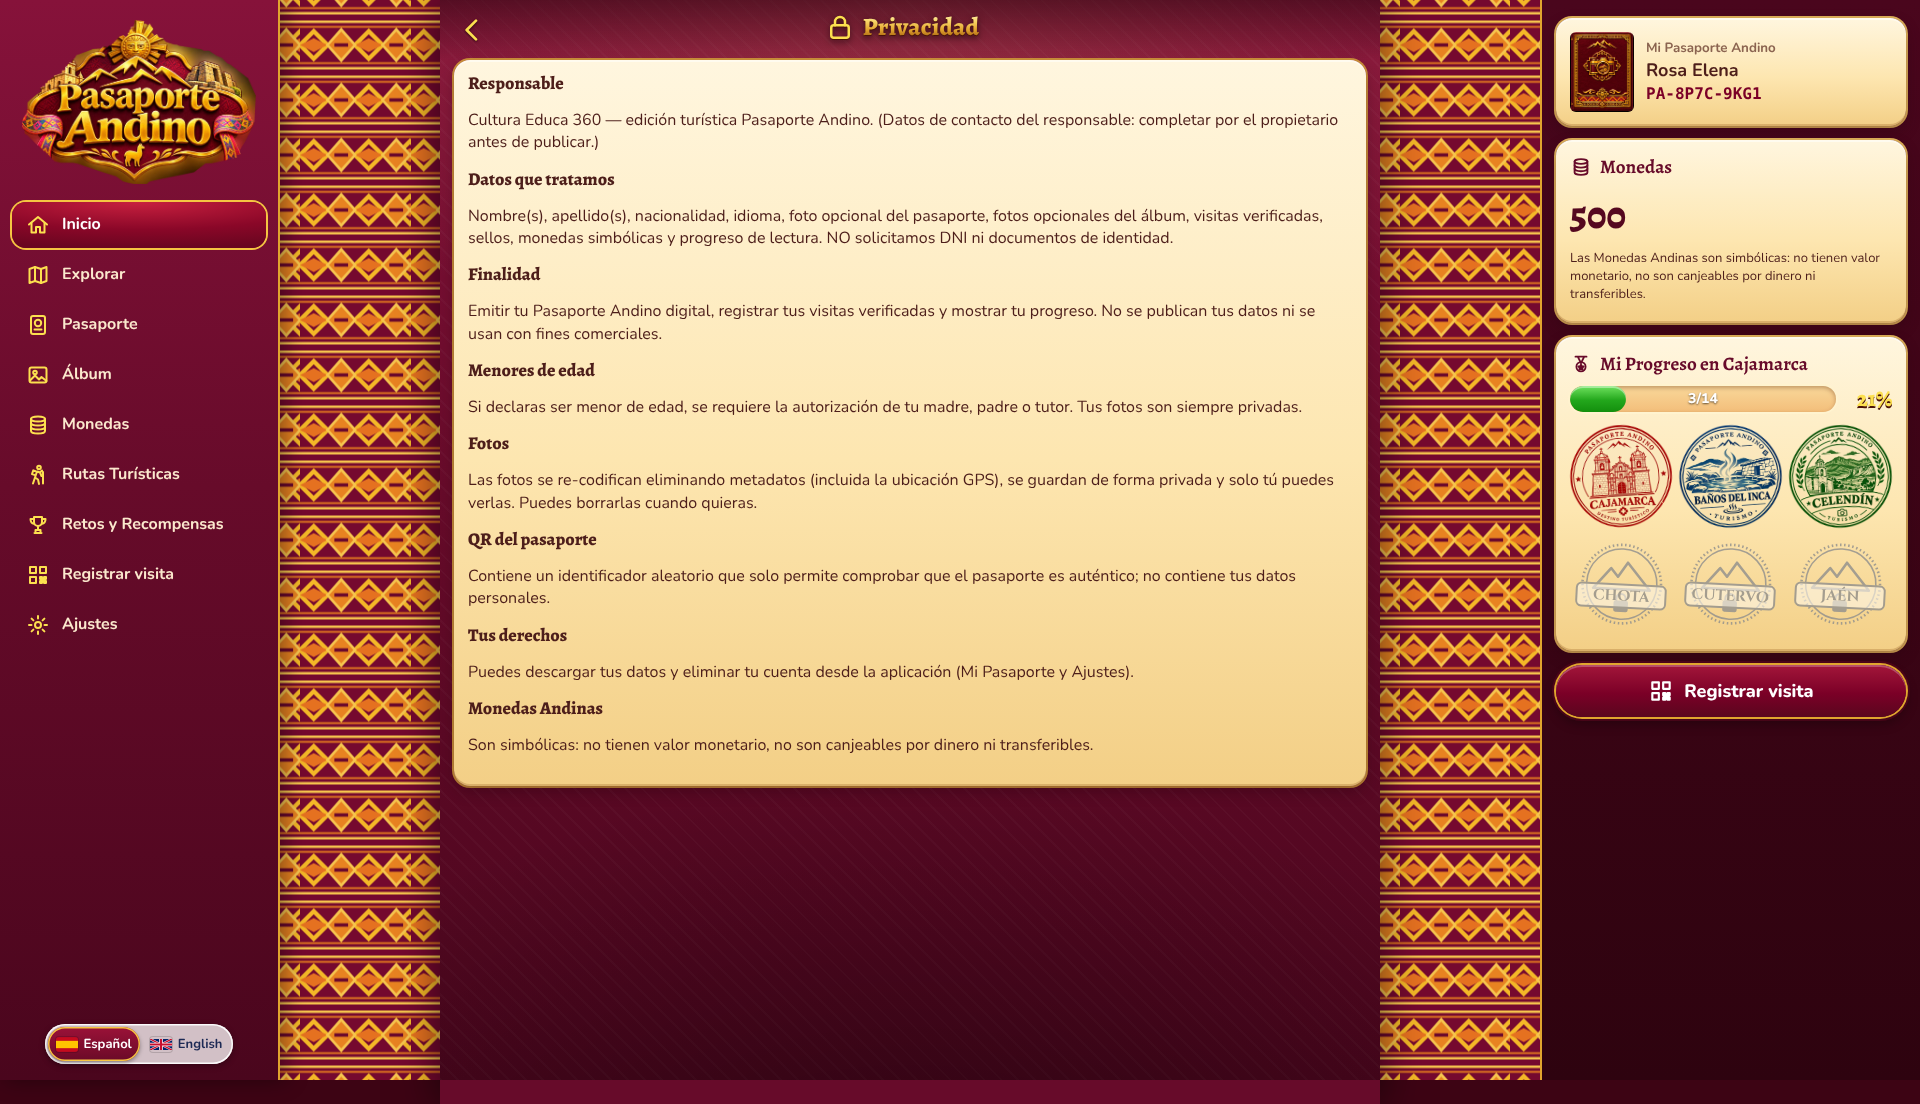 Pasaporte
Andino
Inicio
Explorar
Pasaporte
Álbum
Monedas
Rutas Turísticas
Retos y Recompensas
Registrar visita
Ajustes
Español
English
Privacidad
Responsable
Cultura Educa 360 — edición turística Pasaporte Andino. (Datos de contacto del responsable: completar por el propietario
antes de publicar.)
Datos que tratamos
Nombre(s), apellido(s), nacionalidad, idioma, foto opcional del pasaporte, fotos opcionales del álbum, visitas verificadas,
sellos, monedas simbólicas y progreso de lectura. NO solicitamos DNI ni documentos de identidad.
Finalidad
Emitir tu Pasaporte Andino digital, registrar tus visitas verificadas y mostrar tu progreso. No se publican tus datos ni se
usan con fines comerciales.
Menores de edad
Si declaras ser menor de edad, se requiere la autorización de tu madre, padre o tutor. Tus fotos son siempre privadas.
Fotos
Las fotos se re-codifican eliminando metadatos (incluida la ubicación GPS), se guardan de forma privada y solo tú puedes
verlas. Puedes borrarlas cuando quieras.
QR del pasaporte
Contiene un identificador aleatorio que solo permite comprobar que el pasaporte es auténtico; no contiene tus datos
personales.
Tus derechos
Puedes descargar tus datos y eliminar tu cuenta desde la aplicación (Mi Pasaporte y Ajustes).
Monedas Andinas
Son simbólicas: no tienen valor monetario, no son canjeables por dinero ni transferibles.
Mi Pasaporte Andino
Rosa Elena
PA-8P7C-9KG1
Monedas
500
Las Monedas Andinas son simbólicas: no tienen valor
monetario, no son canjeables por dinero ni
transferibles.
Mi Progreso en Cajamarca
3/14
21%
PASAPORTE ANDINO
CAJAMARCA
DESTINO TURÍSTICO
PASAPORTE ANDINO
BAÑOS DEL INCA
TURISMO
PASAPORTE ANDINO
CELENDÍN
TURISMO
CHOTA
CUTERVO
JAÉN
Registrar visita